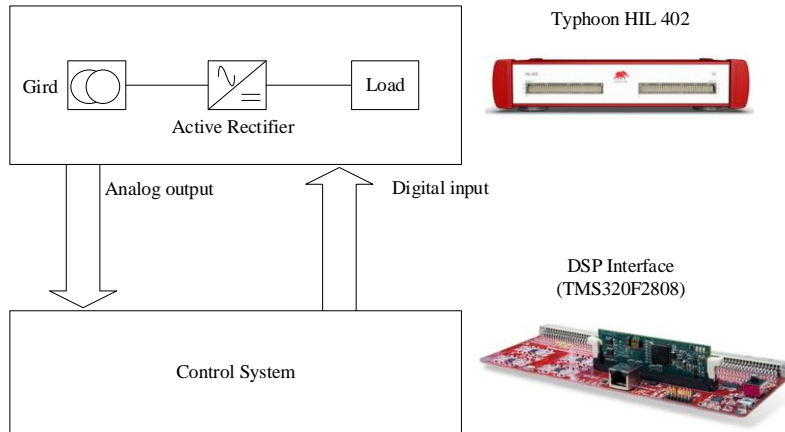 Typhoon HIL 402
Gird
Load
Active Rectifier
Analog output
Digital input
DSP Interface
(TMS320F2808)
Control System